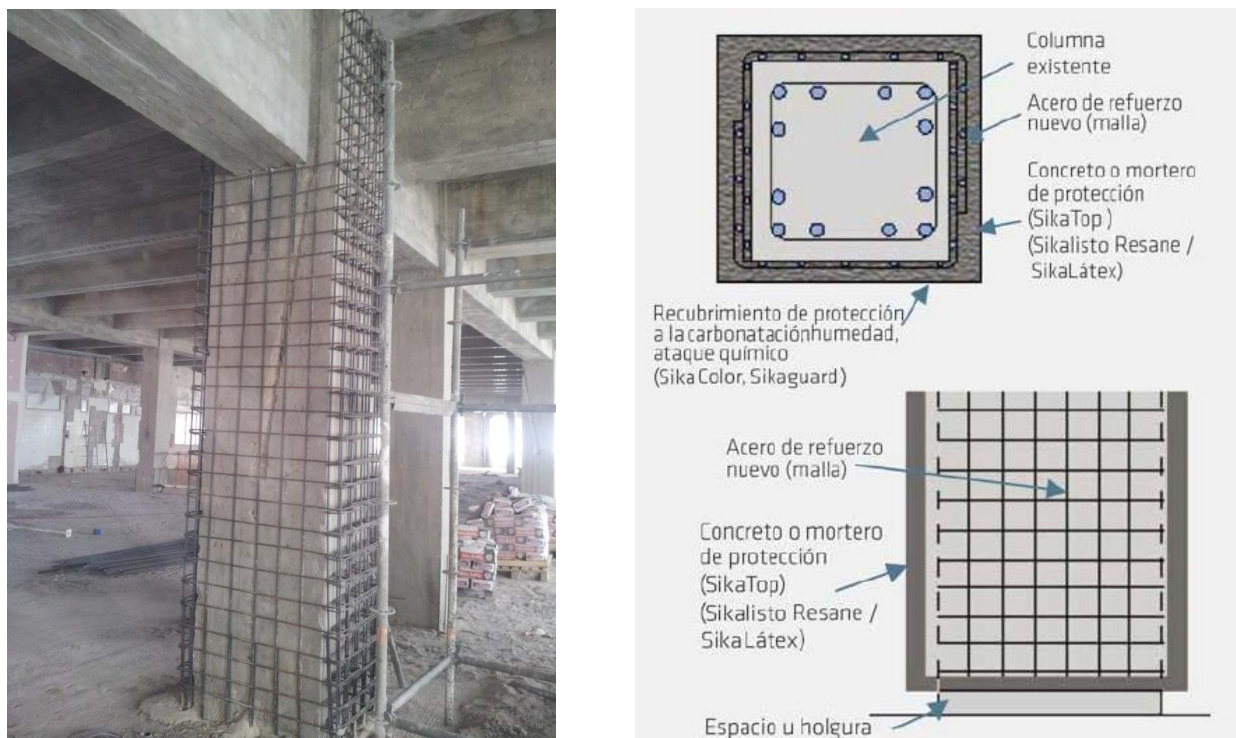 Columna
existente
Acero de refuerzo
nuevo (malla)
Concreto o mortero
de protección
(SikaTop )
(Sikalisto Resane /
SikaLátex)
Recubrimiento de protección
a la carbonataciónhumedad,
ataque químico
(Sika Color, Sikaguard)
Acero de refuerzo
nuevo (malla)
Concreto o mortero
de protección
(SikaTop)
(Sikalisto Resane /
SikaLátex)
Espacio u holgura